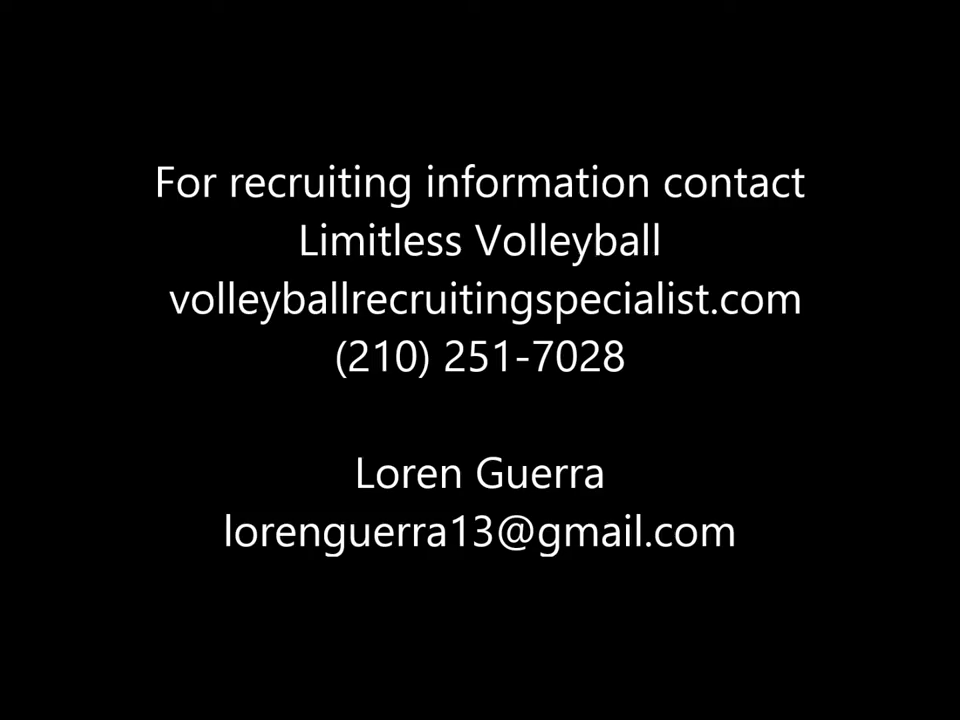 For recruiting information contact
Limitless Volleyball
volleyballrecruitingspecialist.com
(210) 251-7028
Loren Guerra
lorenguerra13@gmail.com